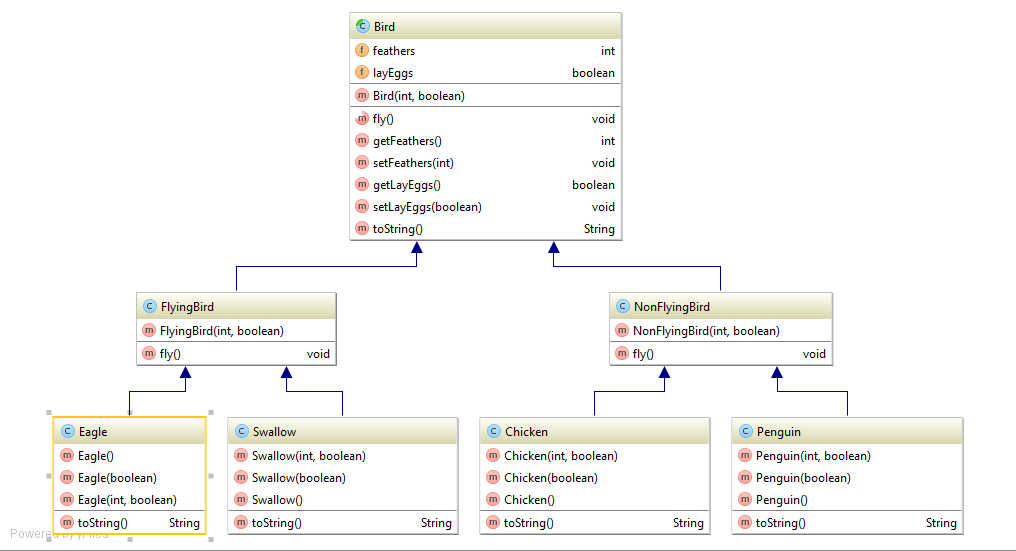 Bird
feathers int
layEggs boolean
Bird(int, boolean)
fly() void
getFeathers() int
setFeathers(int) void
getLayEggs() boolean
setLayEggs(boolean) void
toString() String
FlyingBird
FlyingBird(int, boolean)
fly() void
NonFlyingBird
NonFlyingBird(int, boolean)
fly() void
Eagle
Eagle()
Eagle(boolean)
Eagle(int, boolean)
toString() String
Swallow
Swallow(int, boolean)
Swallow(boolean)
Swallow()
toString() String
Chicken
Chicken(int, boolean)
Chicken(boolean)
Chicken()
toString() String
Penguin
Penguin(int, boolean)
Penguin(boolean)
Penguin()
toString() String
Powered